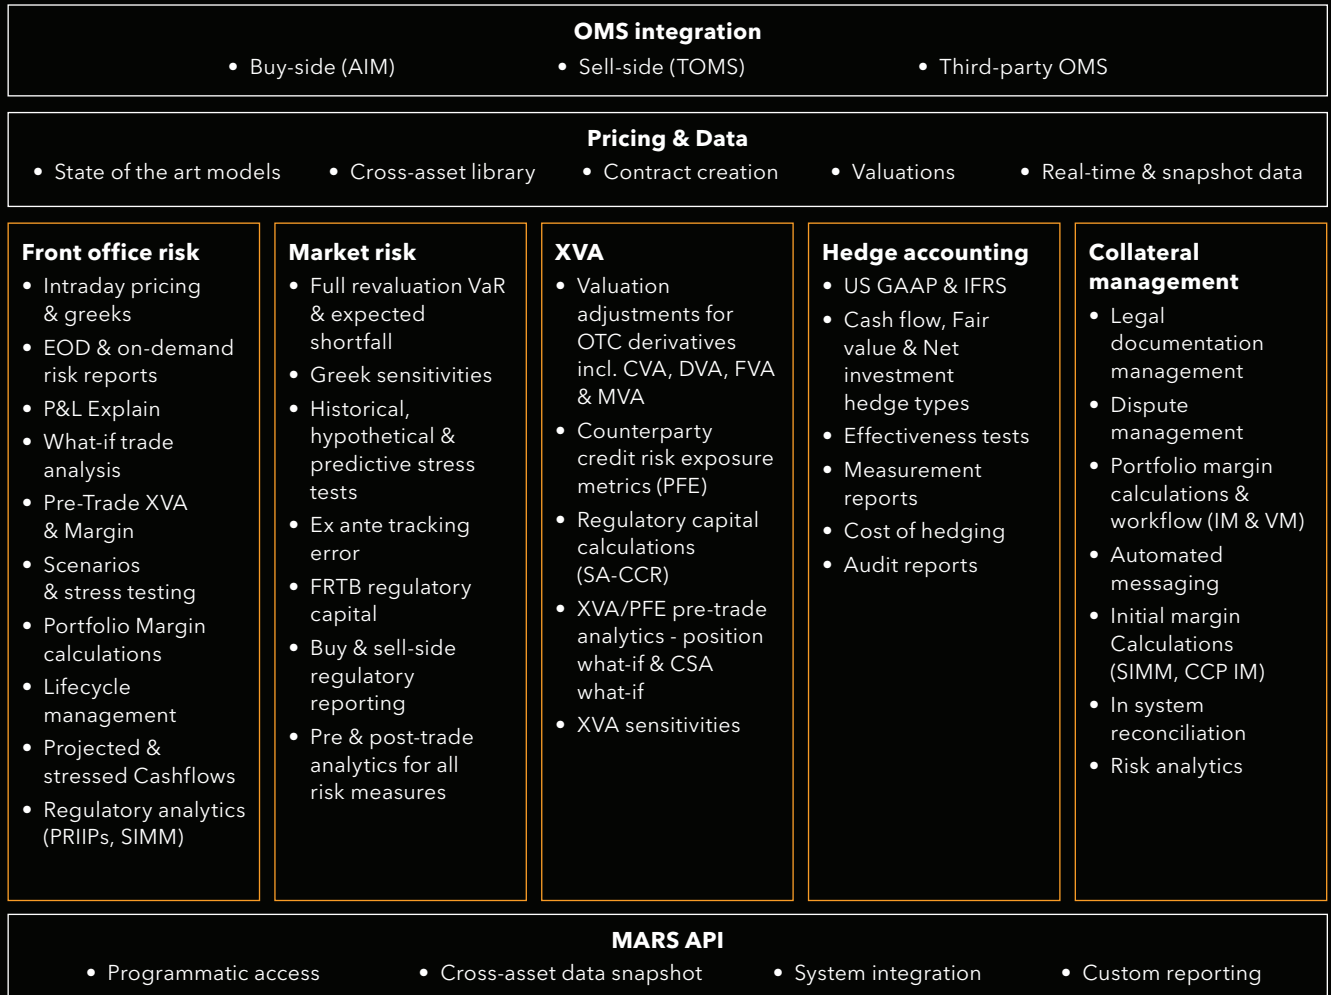 OMS integration
• Buy-side (AIM) • Sell-side (TOMS) • Third-party OMS
Pricing & Data
• State of the art models • Cross-asset library • Contract creation • Valuations • Real-time & snapshot data
Front office risk
• Intraday pricing
& greeks
• EOD & on-demand
risk reports
• P&L Explain
• What-if trade
analysis
• Pre-Trade XVA
& Margin
• Scenarios
& stress testing
• Portfolio Margin
calculations
• Lifecycle
management
• Projected &
stressed Cashflows
• Regulatory analytics
(PRIIPs, SIMM)
Market risk
• Full revaluation VaR
& expected
shortfall
• Greek sensitivities
• Historical,
hypothetical &
predictive stress
tests
• Ex ante tracking
error
• FRTB regulatory
capital
• Buy & sell-side
regulatory
reporting
• Pre & post-trade
analytics for all
risk measures
XVA
• Valuation
adjustments for
OTC derivatives
incl. CVA, DVA, FVA
& MVA
• Counterparty
credit risk exposure
metrics (PFE)
• Regulatory capital
calculations
(SA-CCR)
• XVA/PFE pre-trade
analytics - position
what-if & CSA
what-if
• XVA sensitivities
Hedge accounting
• US GAAP & IFRS
• Cash flow, Fair
value & Net
investment
hedge types
• Effectiveness tests
• Measurement
reports
• Cost of hedging
• Audit reports
Collateral
management
• Legal
documentation
management
• Dispute
management
• Portfolio margin
calculations &
workflow (IM & VM)
• Automated
messaging
• Initial margin
Calculations
(SIMM, CCP IM)
• In system
reconciliation
• Risk analytics
MARS API
• Programmatic access • Cross-asset data snapshot • System integration • Custom reporting